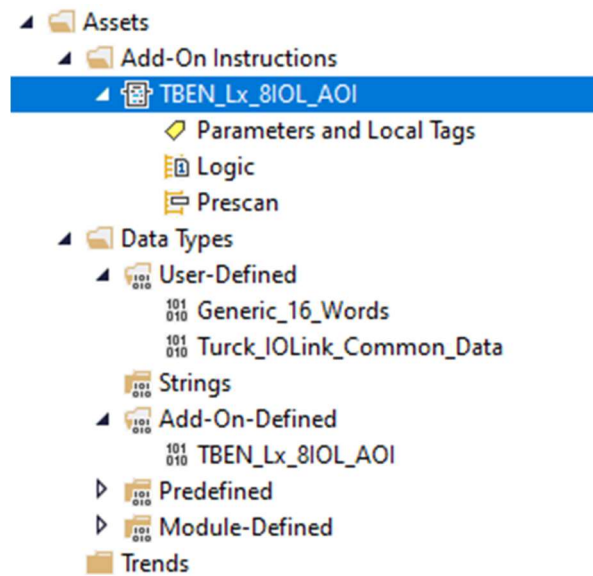 Assets
Add-On Instructions
TBEN_Lx_8IOL_AOI
Parameters and Local Tags
Logic
Prescan
Data Types
User-Defined
Generic_16_Words
Turck_IOLink_Common_Data
Strings
Add-On-Defined
TBEN_Lx_8IOL_AOI
Predefined
Module-Defined
Trends